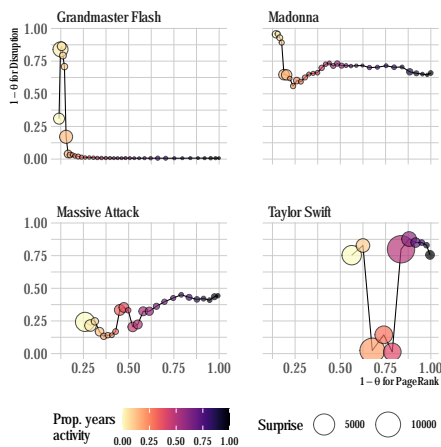 Grandmaster Flash
Madonna
1.00
0.75
0.50
0.25
0.00
1 − θ for Disruption
Massive Attack
Taylor Swift
1.00
0.75
0.50
0.25
0.00
0.25 0.50 0.75 1.00
0.25 0.50 0.75 1.00
1 − θ for PageRank
Prop. years
activity
0.00 0.25 0.50 0.75 1.00
Surprise 5000 10000